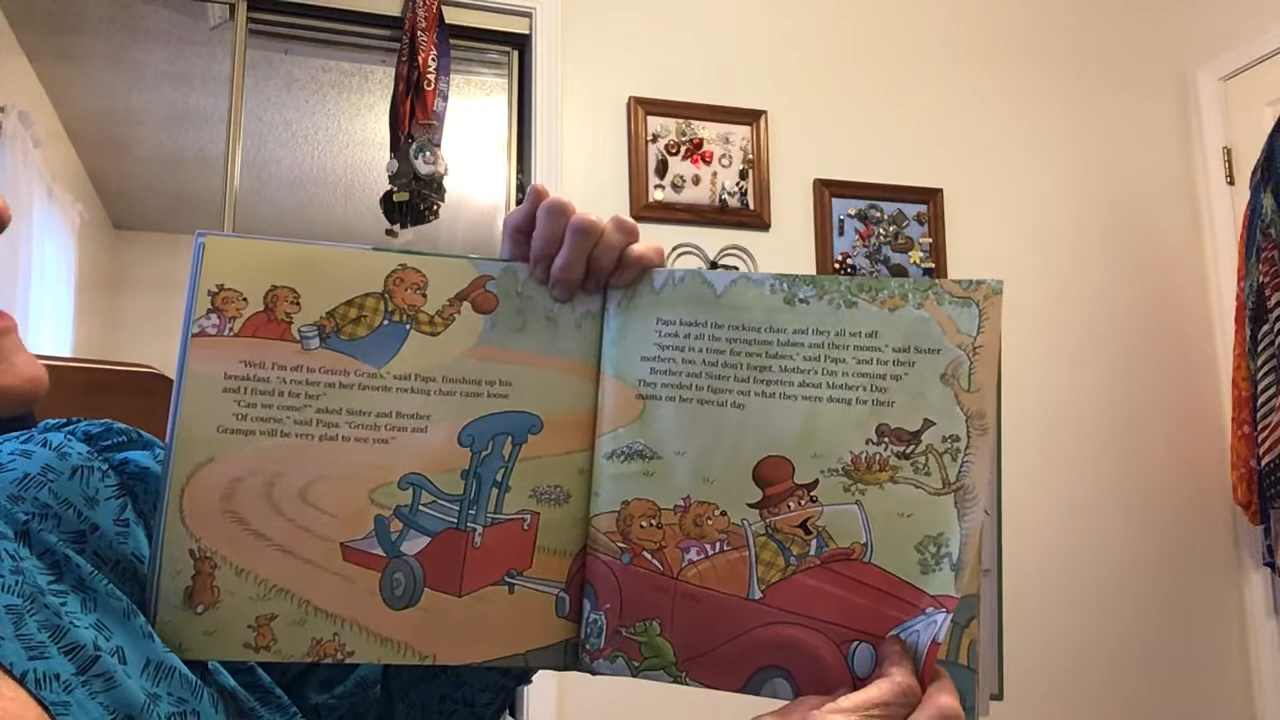 CANDY
"Well, I'm off to Grizzly Gran's," said Papa, finishing up his
breakfast. "A rocker on her favorite rocking chair came loose
and I fixed it for her."
"Can we come?" asked Sister and Brother.
"Of course," said Papa. "Grizzly Gran and
Gramps will be very glad to see you."
Papa loaded the rocking chair, and they all set off.
"Look at all the springtime babies and their moms," said Sister.
"Spring is a time for new babies," said Papa, "and for their
mothers, too. And don't forget, Mother's Day is coming up."
Brother and Sister had forgotten about Mother's Day.
They needed to figure out what they were doing for their
mama on her special day.